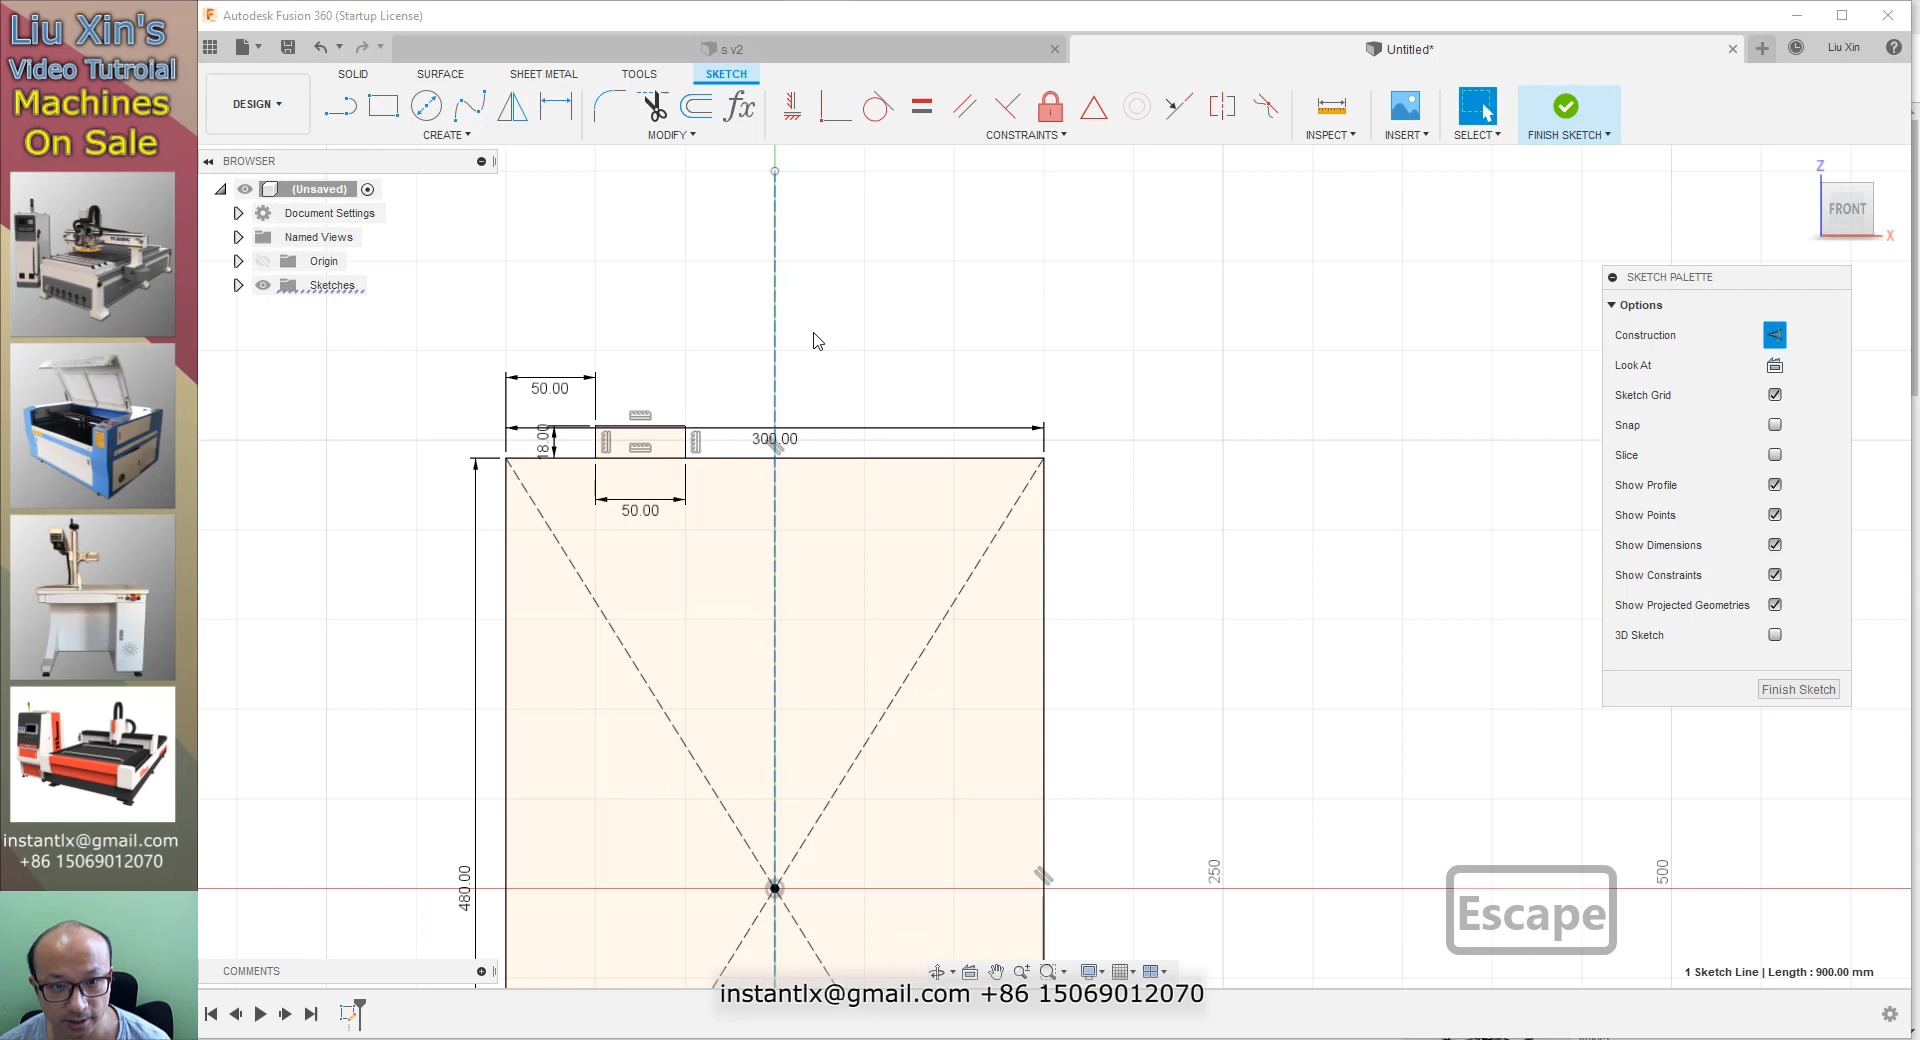 Liu Xin's
Video Tutroial
Machines
On Sale
instantlx@gmail.com
+86 15069012070
Autodesk Fusion 360 (Startup License)
s v2
Untitled*
Liu Xin
DESIGN
SOLID
SURFACE
SHEET METAL
TOOLS
SKETCH
CREATE
MODIFY
CONSTRAINTS
INSPECT
INSERT
SELECT
FINISH SKETCH
BROWSER
(Unsaved)
Document Settings
Named Views
Origin
Sketches
Z
FRONT
X
SKETCH PALETTE
Options
Construction
Look At
Sketch Grid
Snap
Slice
Show Profile
Show Points
Show Dimensions
Show Constraints
Show Projected Geometries
3D Sketch
Finish Sketch
50.00
18.00
300.00
50.00
480.00
250
500
Escape
COMMENTS
1 Sketch Line | Length : 900.00 mm
instantlx@gmail.com +86 15069012070